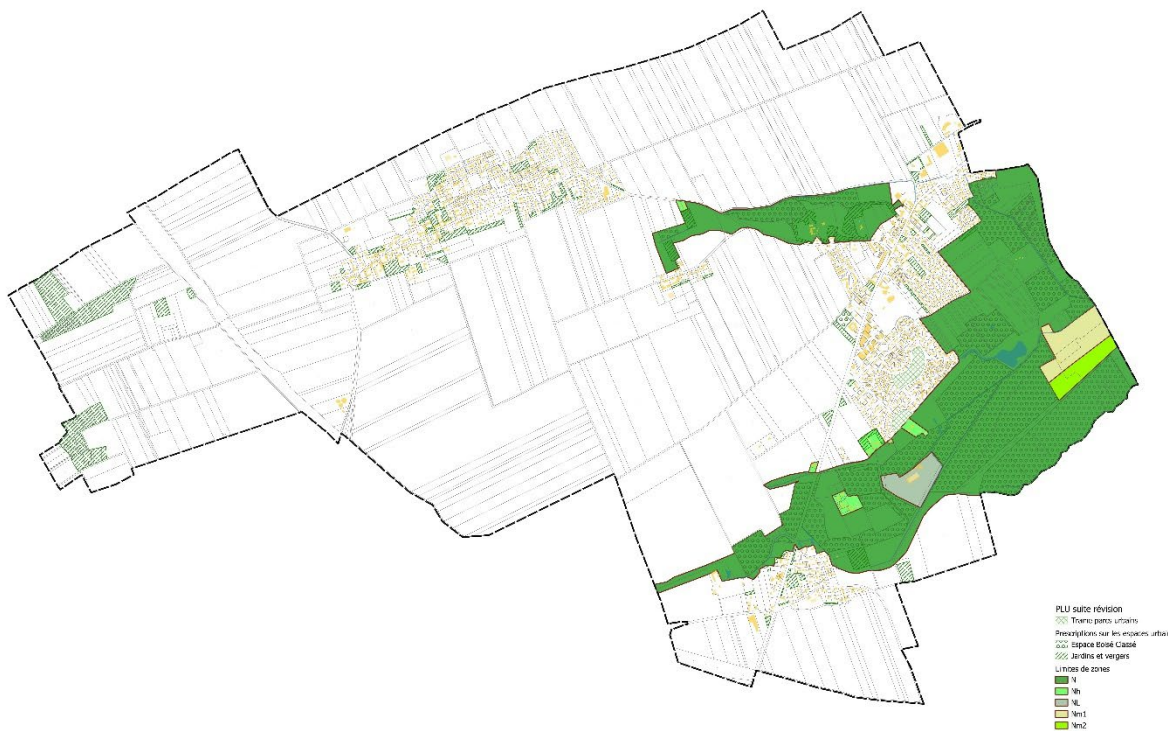 PLU suite révision
Trame parcs urbains
Prescriptions sur les espaces urbai
Espace Boisé Classé
Jardins et vergers
Limites de zones
N
Nh
NL
Nm1
Nm2